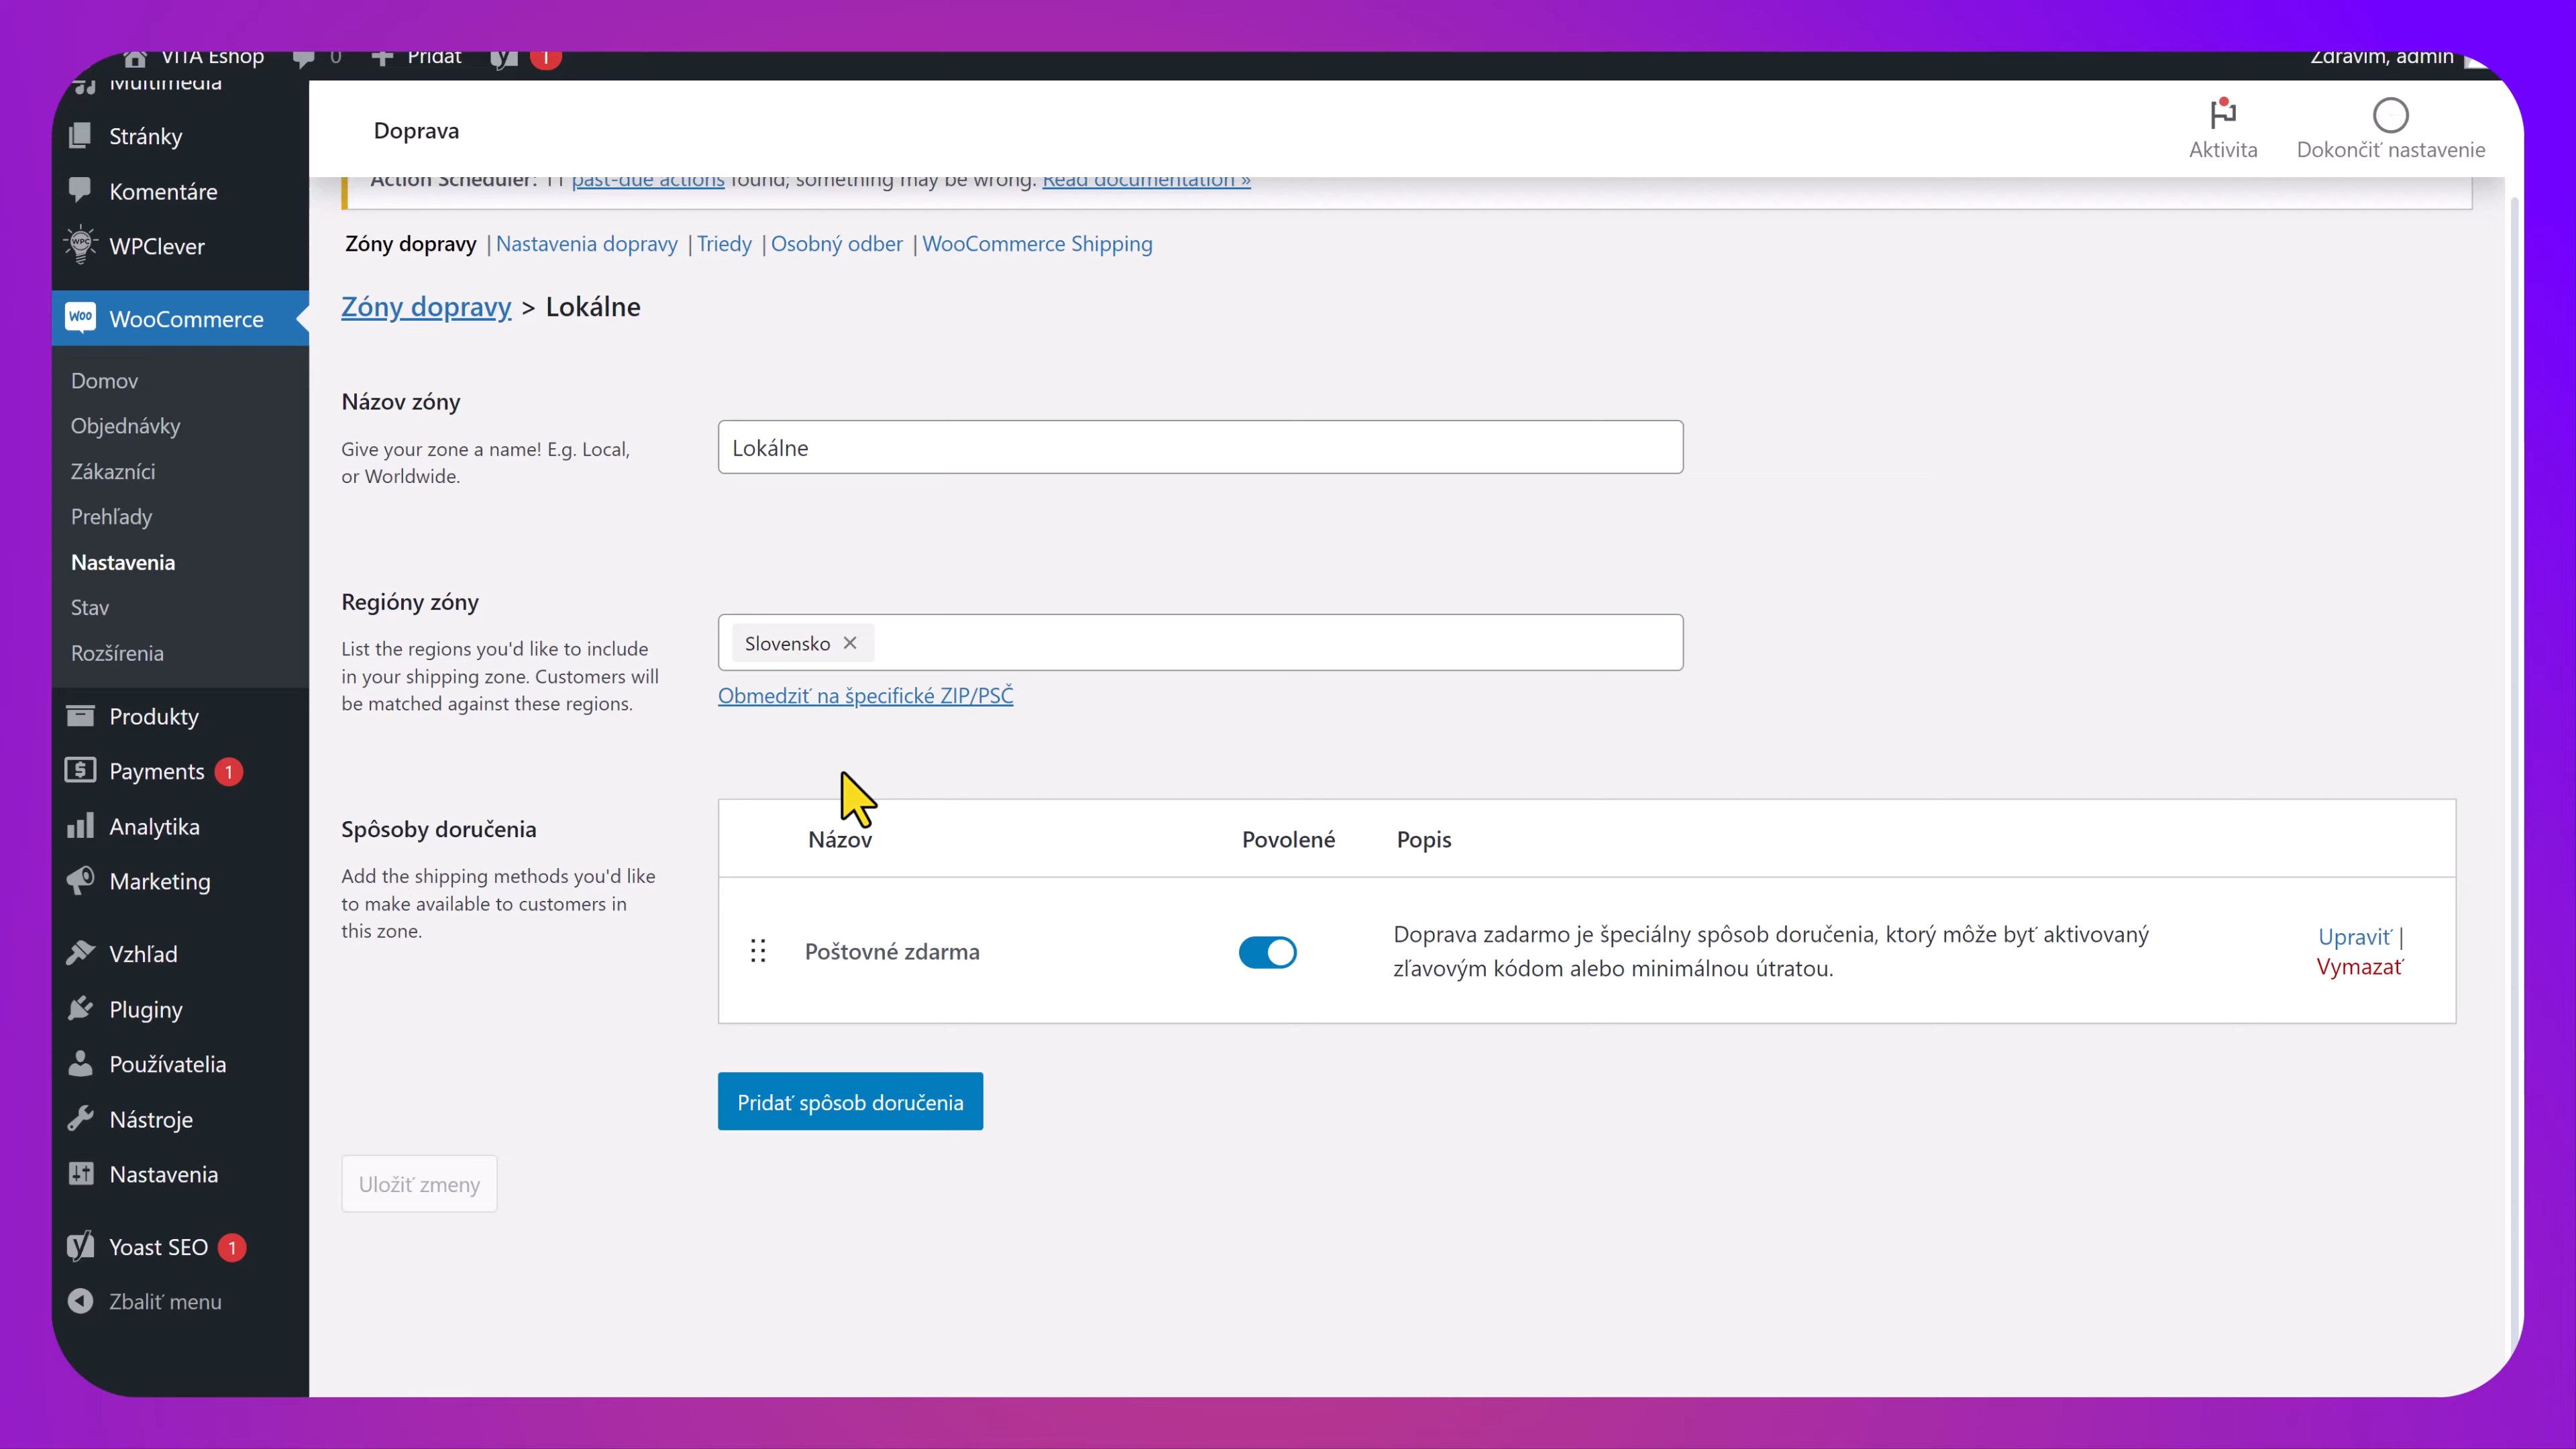 VITA Eshop 0 Pridať 1 Zdravím, admin
Multimédiá
Stránky
Komentáre
WPClever
WooCommerce
Domov
Objednávky
Zákazníci
Prehľady
Nastavenia
Stav
Rozšírenia
Produkty
Payments 1
Analytika
Marketing
Vzhľad
Pluginy
Používatelia
Nástroje
Nastavenia
Yoast SEO 1
Zbaliť menu
Doprava
Aktivita
Dokončiť nastavenie
Action Scheduler: 11 past-due actions found; something may be wrong. Read documentation »
Zóny dopravy | Nastavenia dopravy | Triedy | Osobný odber | WooCommerce Shipping
Zóny dopravy > Lokálne
Názov zóny
Give your zone a name! E.g. Local,
or Worldwide.
Lokálne
Regióny zóny
List the regions you'd like to include
in your shipping zone. Customers will
be matched against these regions.
Slovensko ×
Obmedziť na špecifické ZIP/PSČ
Spôsoby doručenia
Add the shipping methods you'd like
to make available to customers in
this zone.
Názov Povolené Popis
Poštovné zdarma
Doprava zadarmo je špeciálny spôsob doručenia, ktorý môže byť aktivovaný
zľavovým kódom alebo minimálnou útratou.
Upraviť |
Vymazať
Pridať spôsob doručenia
Uložiť zmeny